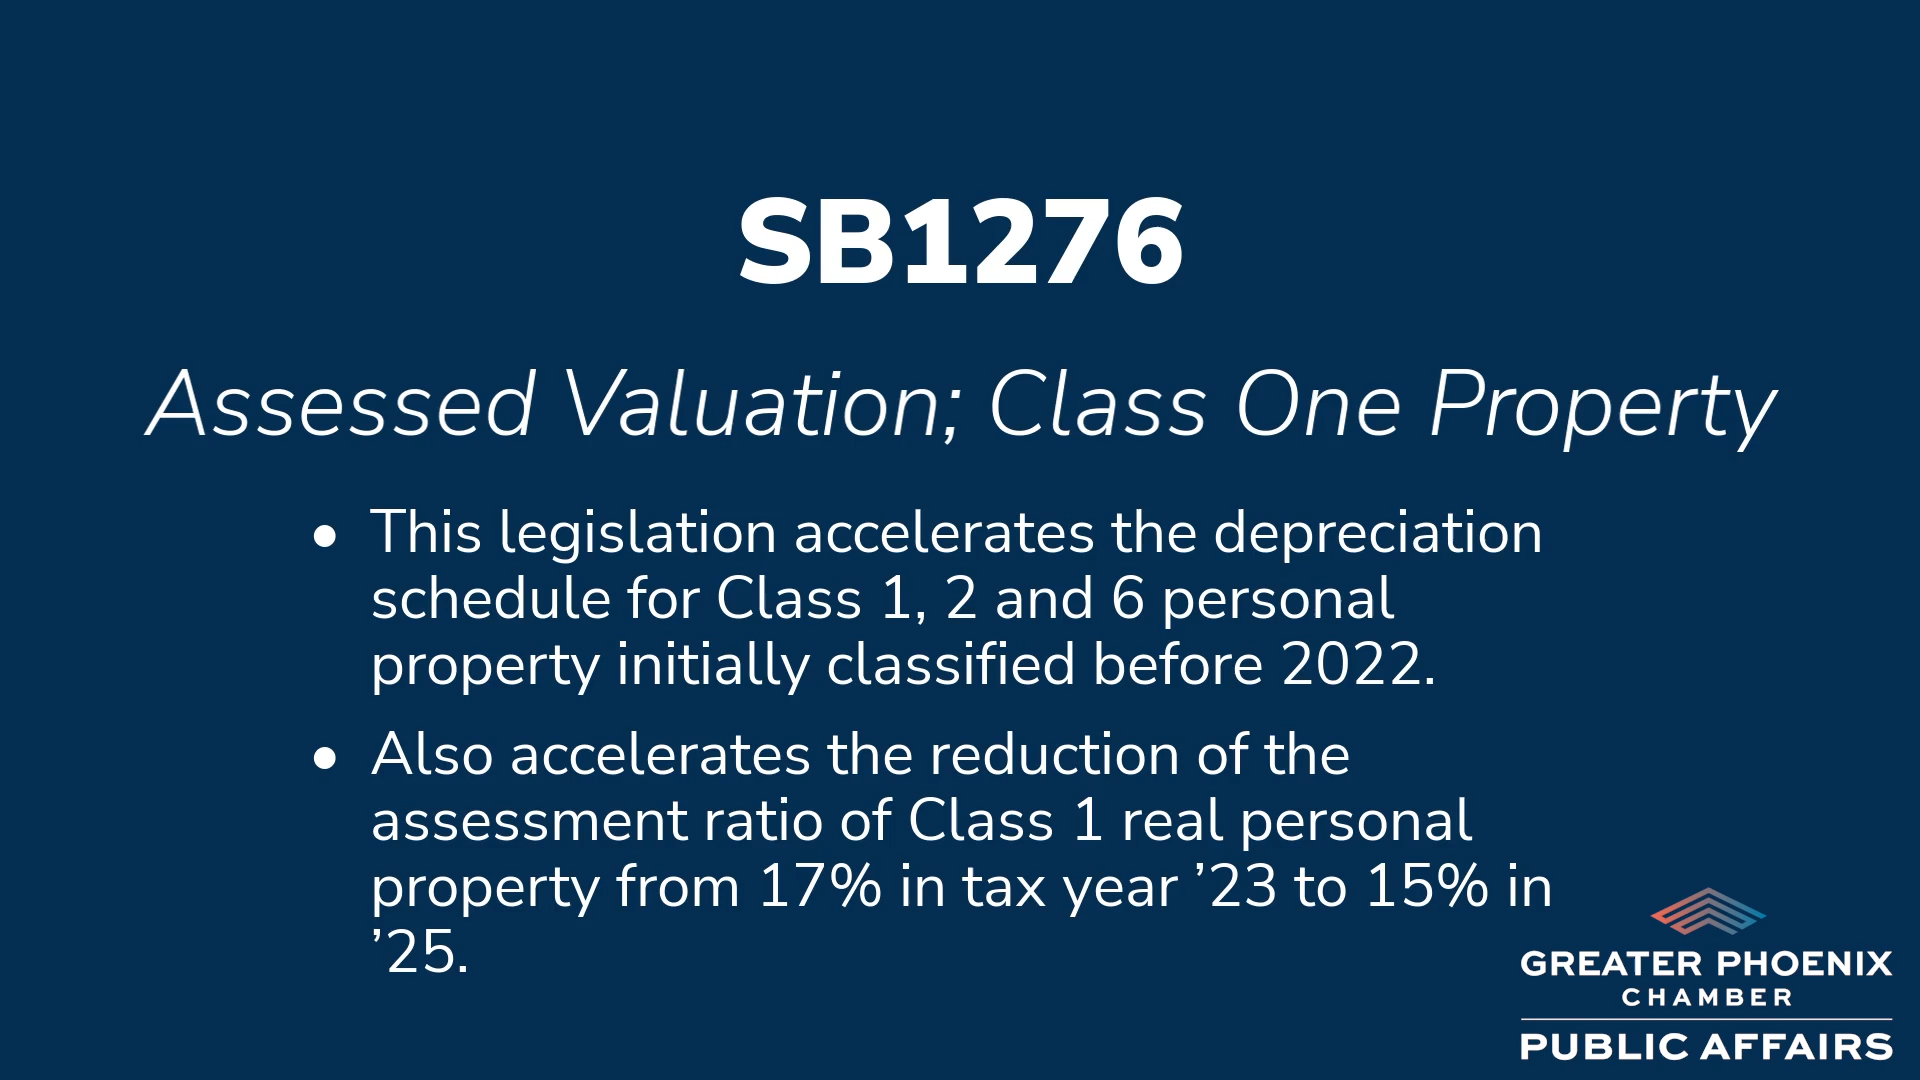 SB1276
Assessed Valuation; Class One Property
• This legislation accelerates the depreciation
schedule for Class 1, 2 and 6 personal
property initially classified before 2022.
• Also accelerates the reduction of the
assessment ratio of Class 1 real personal
property from 17% in tax year ’23 to 15% in
’25.
GREATER PHOENIX
CHAMBER
PUBLIC AFFAIRS